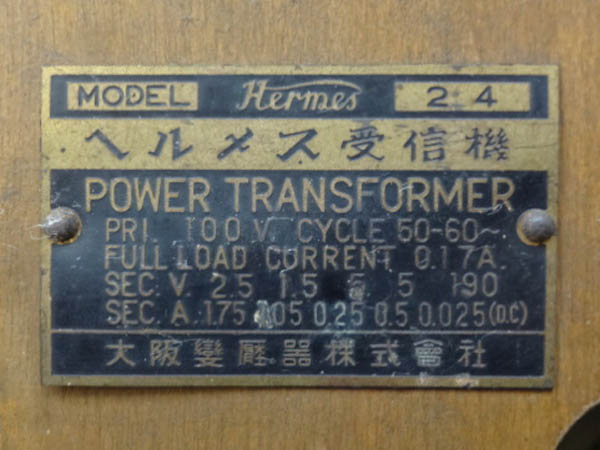 MODEL Hermes 24
ヘルメス受信機
POWER TRANSFORMER
PRI. 100 V CYCLE 50-60~
FULL LOAD CURRENT 0.17A
SEC. V. 2.5 1.5 5 5 190
SEC. A. 1.75 1.05 0.25 0.5 0.025 (D.C)
大阪變壓器株式會社